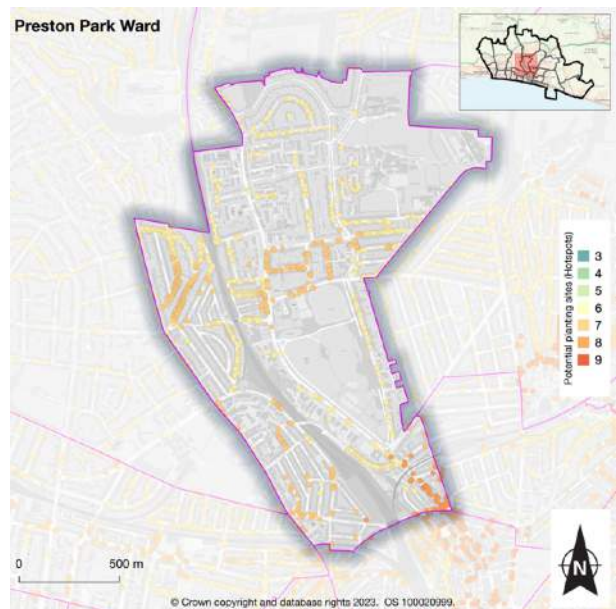 Preston Park Ward
Potential planting sites (Hotspots)
3
4
5
6
7
8
9
0 500 m
N
© Crown copyright and database rights 2023. OS 100020999.